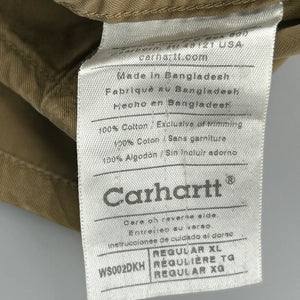 49121 USA
carhartt.com
Made in Bangladesh
Fabriqué au Bangladesh
Hecho en Bangladesh
100% Cotton / Exclusive of trimming
100% Coton / Sans garniture
100% Algodón / Sin Incluir adorno
Carhartt®
Care on reverse side.
Entretien au verso
instrucciones de cuidado al dorso
WS002DKH
REGULAR XL
RÉGULIÈRE TG
REGULAR XG